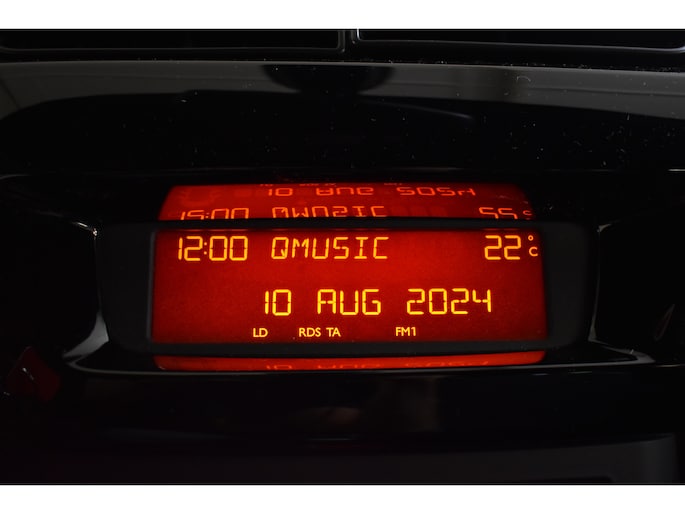 12:00 QMUSIC 22°C
10 AUG 2024
LD RDS TA FM1